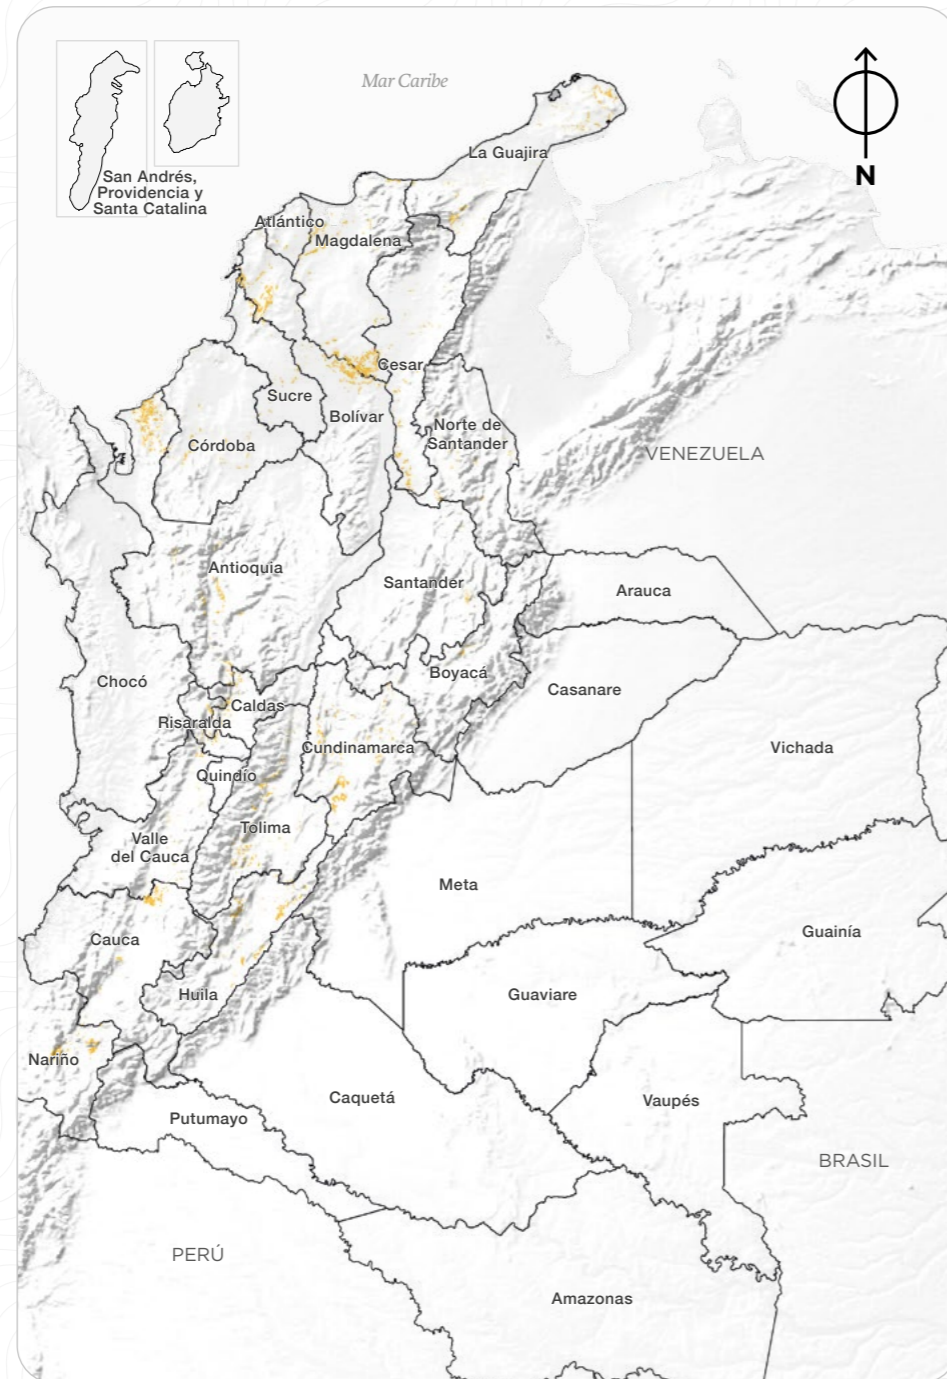 Mar Caribe
N
La Guajira
San Andrés,
Providencia y
Santa Catalina
Atlántico
Magdalena
Cesar
Sucre
Bolívar
Norte de
Santander
Córdoba
VENEZUELA
Antioquia
Santander
Arauca
Boyacá
Chocó
Casanare
Caldas
Risaralda
Cundinamarca
Vichada
Quindío
Tolima
Valle
del Cauca
Meta
Guainía
Cauca
Huila
Guaviare
Nariño
Caquetá
Vaupés
Putumayo
BRASIL
PERÚ
Amazonas